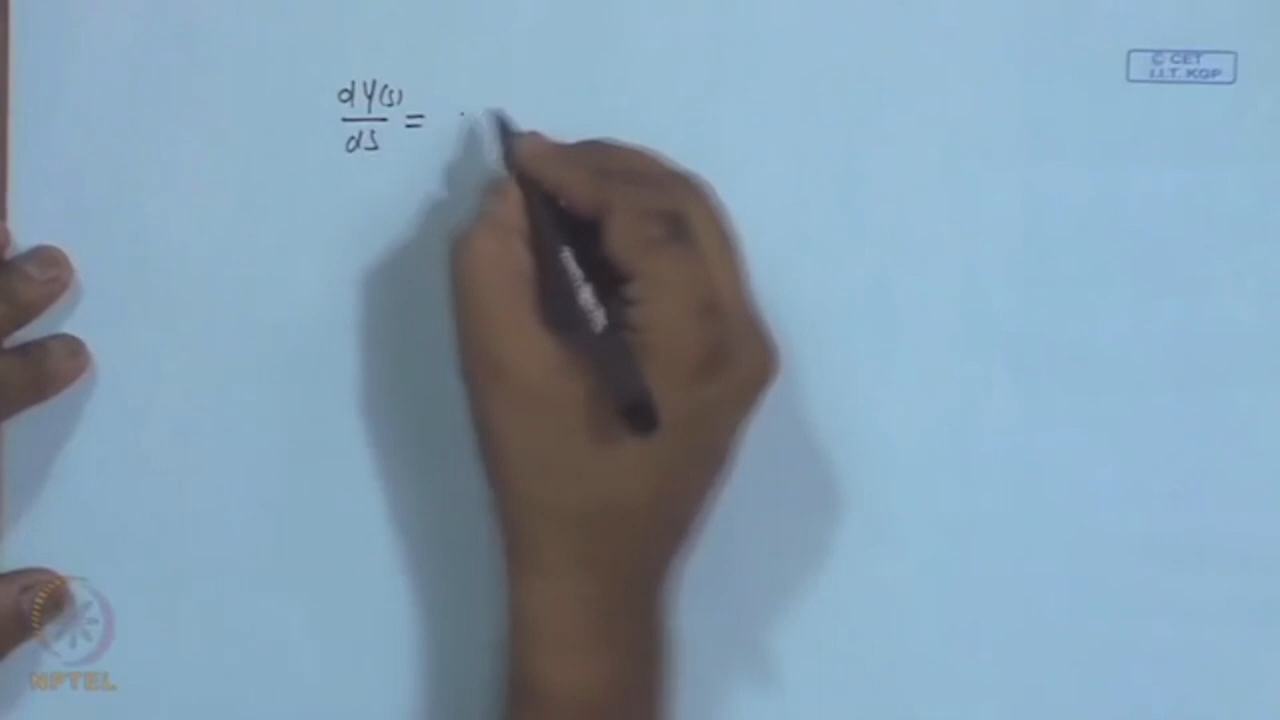 dY(s)
ds =
© CET
I.I.T. KGP
NPTEL